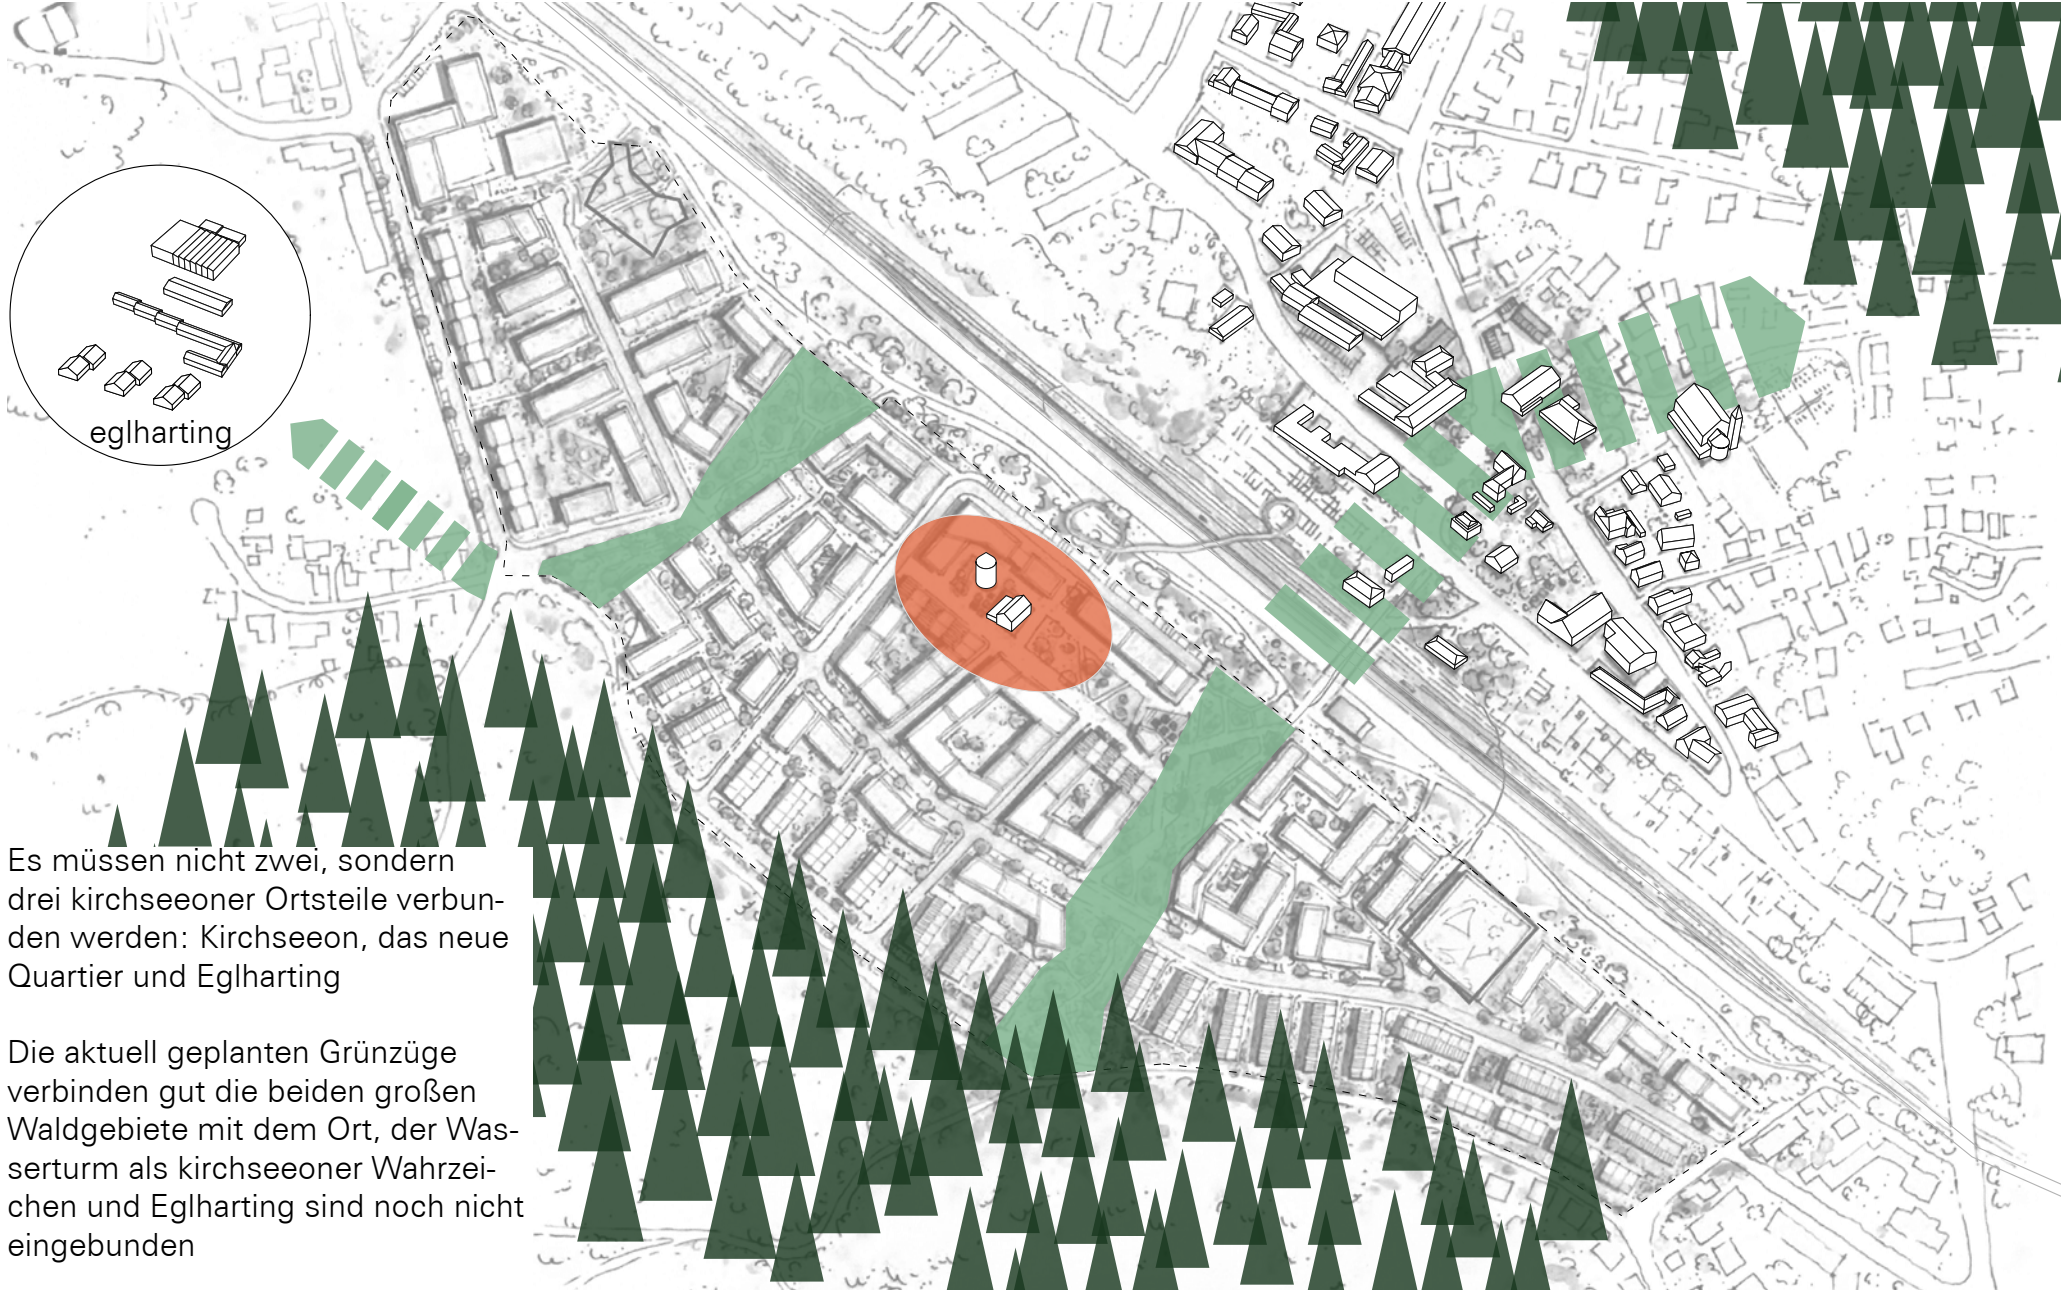 eglharting
Es müssen nicht zwei, sondern
drei kirchseeoner Ortsteile verbun-
den werden: Kirchseeon, das neue
Quartier und Eglharting
Die aktuell geplanten Grünzüge
verbinden gut die beiden großen
Waldgebiete mit dem Ort, der Was-
serturm als kirchseeoner Wahrzei-
chen und Eglharting sind noch nicht
eingebunden